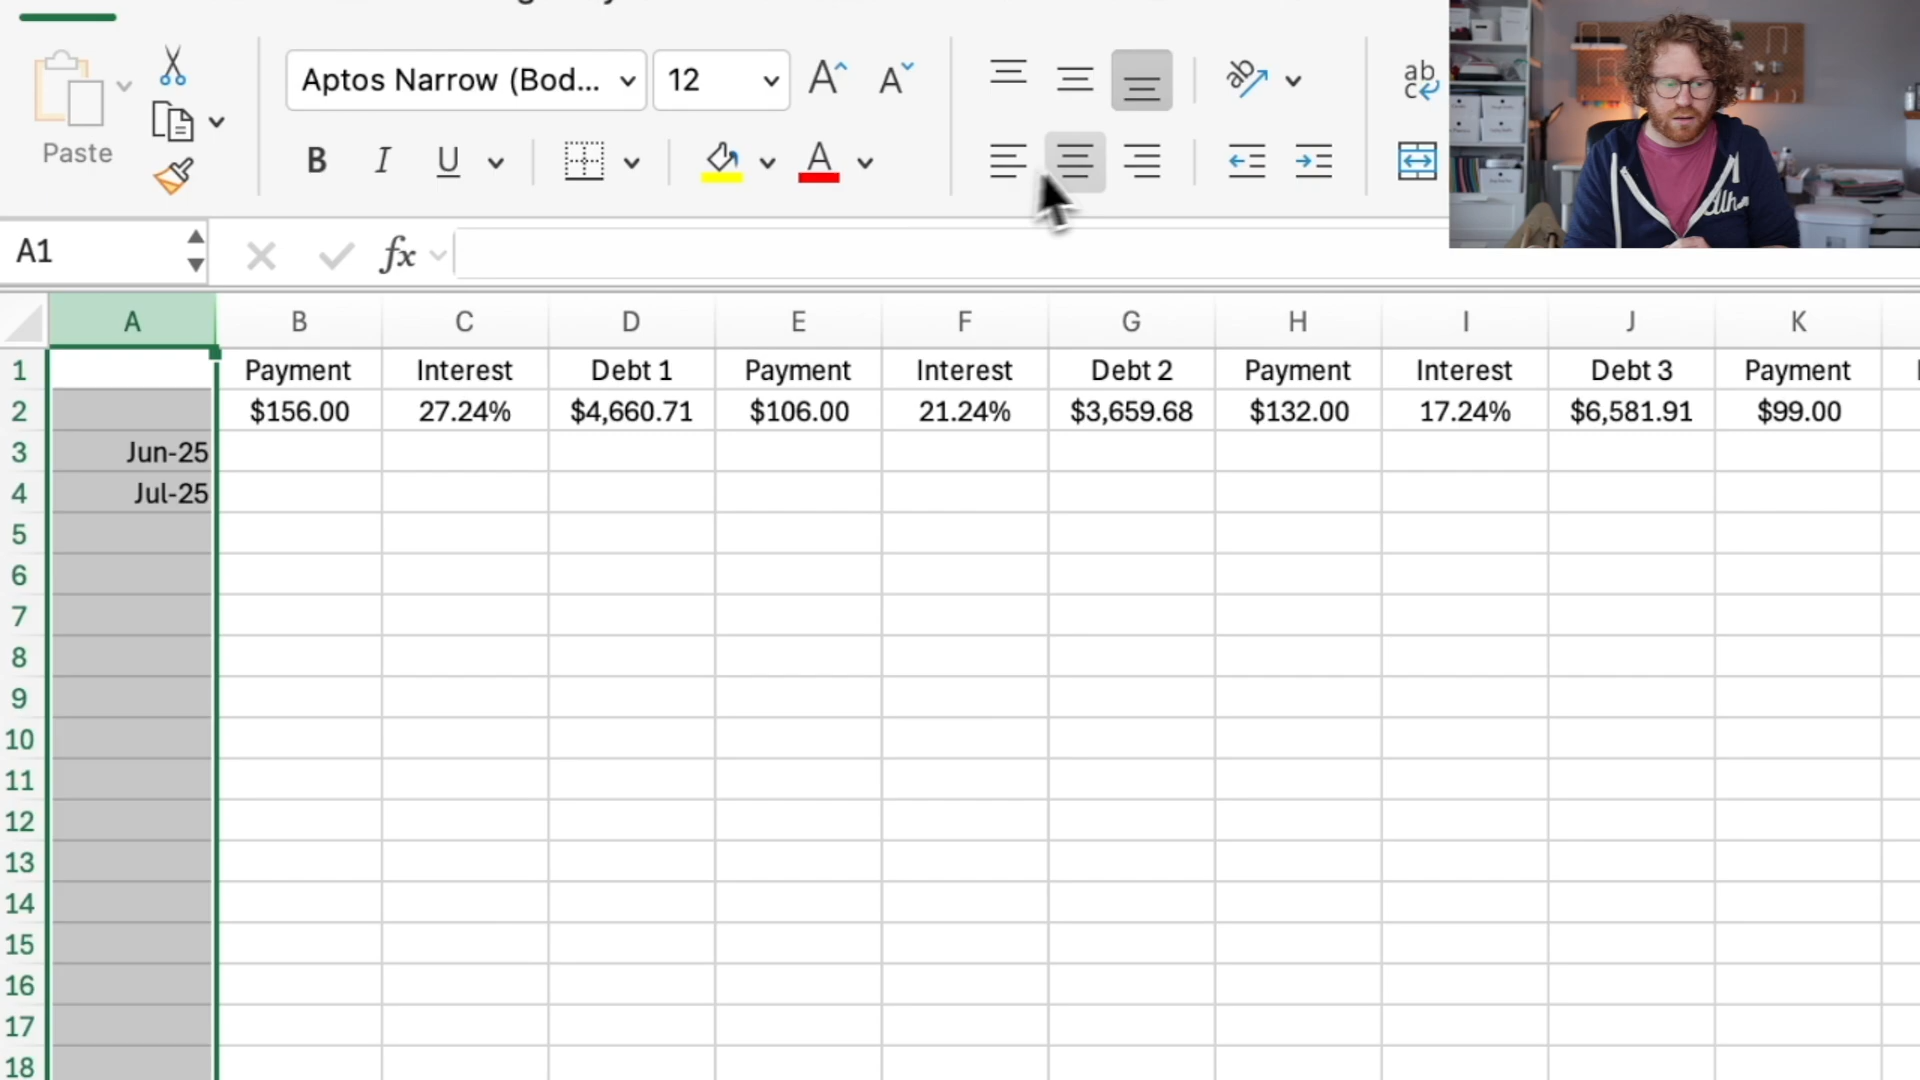 Aptos Narrow (Bod... 12
Paste
B I U A
ab
ab
c
A1 fx
A B C D E F G H I J K
1 Payment Interest Debt 1 Payment Interest Debt 2 Payment Interest Debt 3 Payment
2 $156.00 27.24% $4,660.71 $106.00 21.24% $3,659.68 $132.00 17.24% $6,581.91 $99.00
3 Jun-25
4 Jul-25
5
6
7
8
9
10
11
12
13
14
15
16
17
18